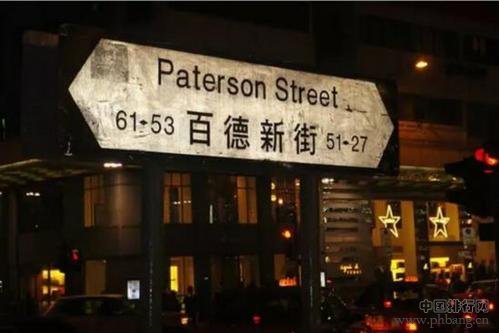 Paterson Street
61-53 百德新街 51-27
中国排行网
www.phbang.cn